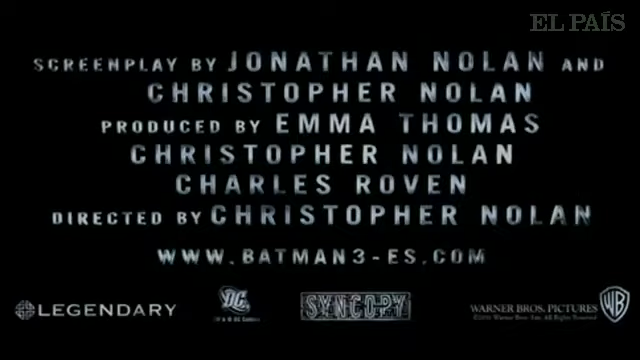 EL PAÍS
SCREENPLAY BY JONATHAN NOLAN AND
CHRISTOPHER NOLAN
PRODUCED BY EMMA THOMAS
CHRISTOPHER NOLAN
CHARLES ROVEN
DIRECTED BY CHRISTOPHER NOLAN
WWW.BATMAN3-ES.COM
LEGENDARY
DC
SYNCOPY
WARNER BROS. PICTURES
WB